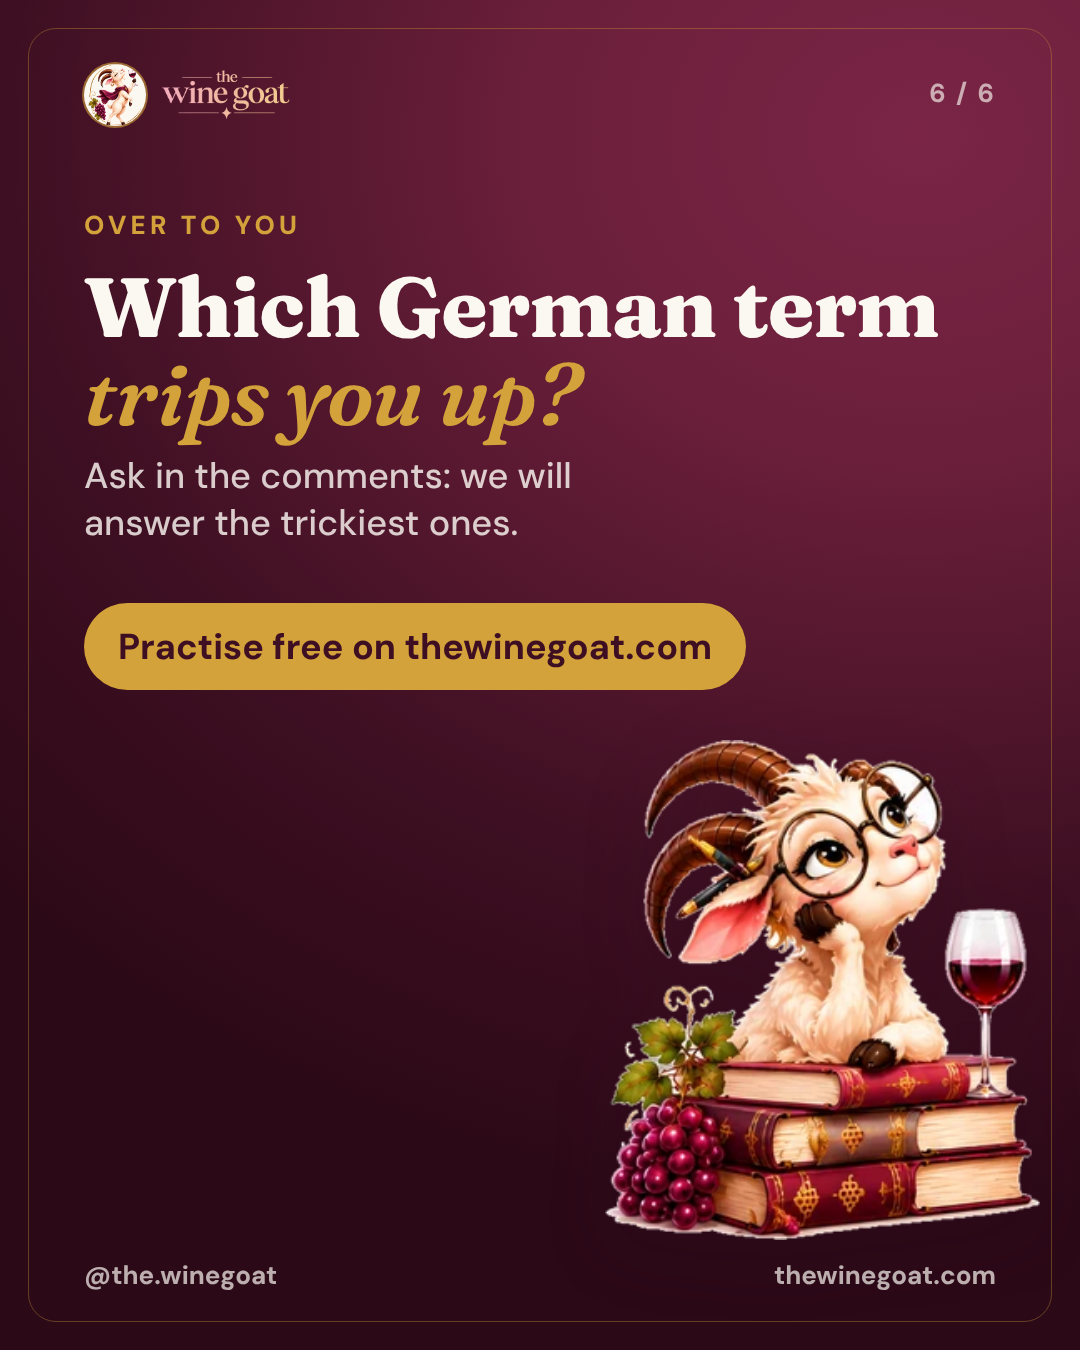 the
wine goat
6 / 6
OVER TO YOU
Which German term
trips you up?
Ask in the comments: we will
answer the trickiest ones.
Practise free on thewinegoat.com
@the.winegoat
thewinegoat.com